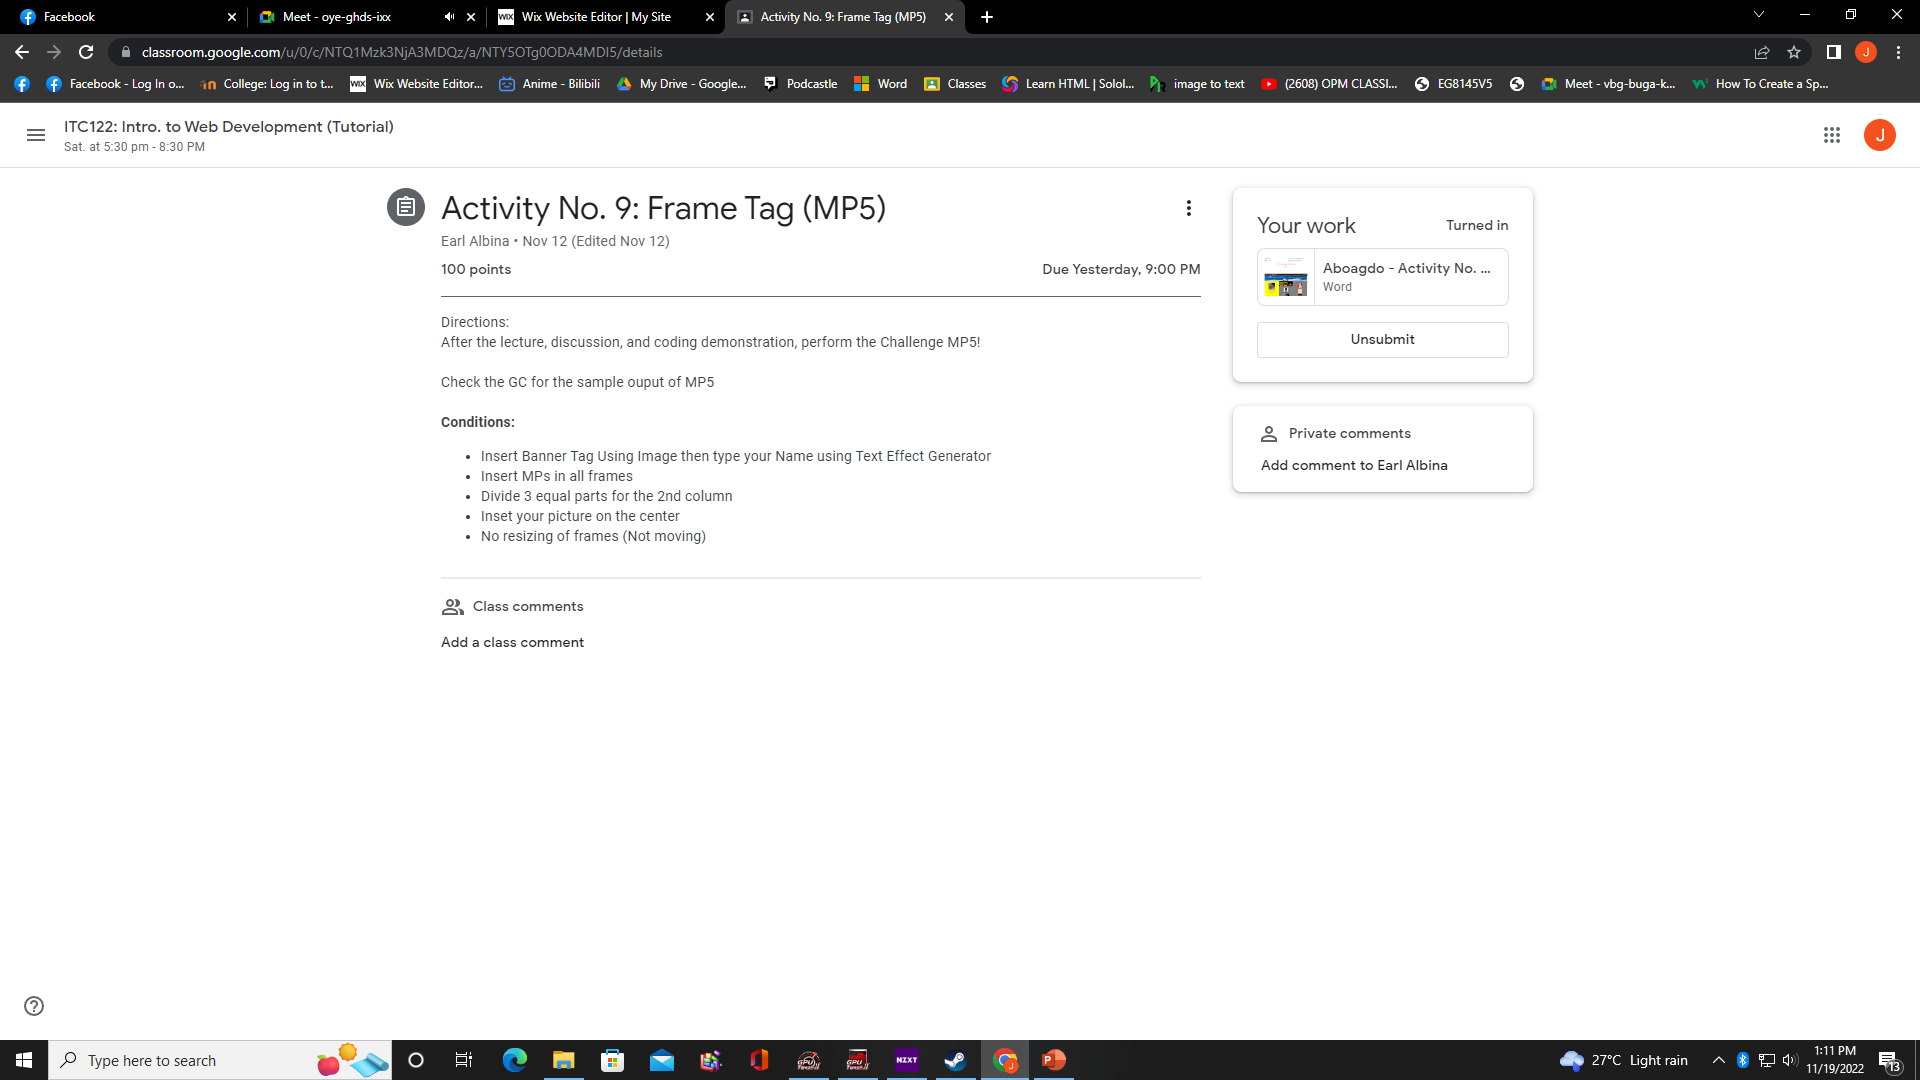 Facebook
Meet - oye-ghds-ixx
WIX Wix Website Editor | My Site
Activity No. 9: Frame Tag (MP5)
classroom.google.com/u/0/c/NTQ1Mzk3NjA3MDQz/a/NTY5OTg0ODA4MDI5/details
J
Facebook - Log In o...
College: Log in to t...
WIX Wix Website Editor...
Anime - Bilibili
My Drive - Google...
Podcastle
Word
Classes
Learn HTML | Solol...
image to text
(2608) OPM CLASSI...
EG8145V5
Meet - vbg-buga-k...
How To Create a Sp...
ITC122: Intro. to Web Development (Tutorial)
Sat. at 5:30 pm - 8:30 PM
J
Activity No. 9: Frame Tag (MP5)
Earl Albina • Nov 12 (Edited Nov 12)
100 points
Due Yesterday, 9:00 PM
Directions:
After the lecture, discussion, and coding demonstration, perform the Challenge MP5!
Check the GC for the sample ouput of MP5
Conditions:
• Insert Banner Tag Using Image then type your Name using Text Effect Generator
• Insert MPs in all frames
• Divide 3 equal parts for the 2nd column
• Inset your picture on the center
• No resizing of frames (Not moving)
Class comments
Add a class comment
Your work
Turned in
Aboagdo - Activity No. ...
Word
Unsubmit
Private comments
Add comment to Earl Albina
Type here to search
NZXT
27°C Light rain
1:11 PM
11/19/2022
13